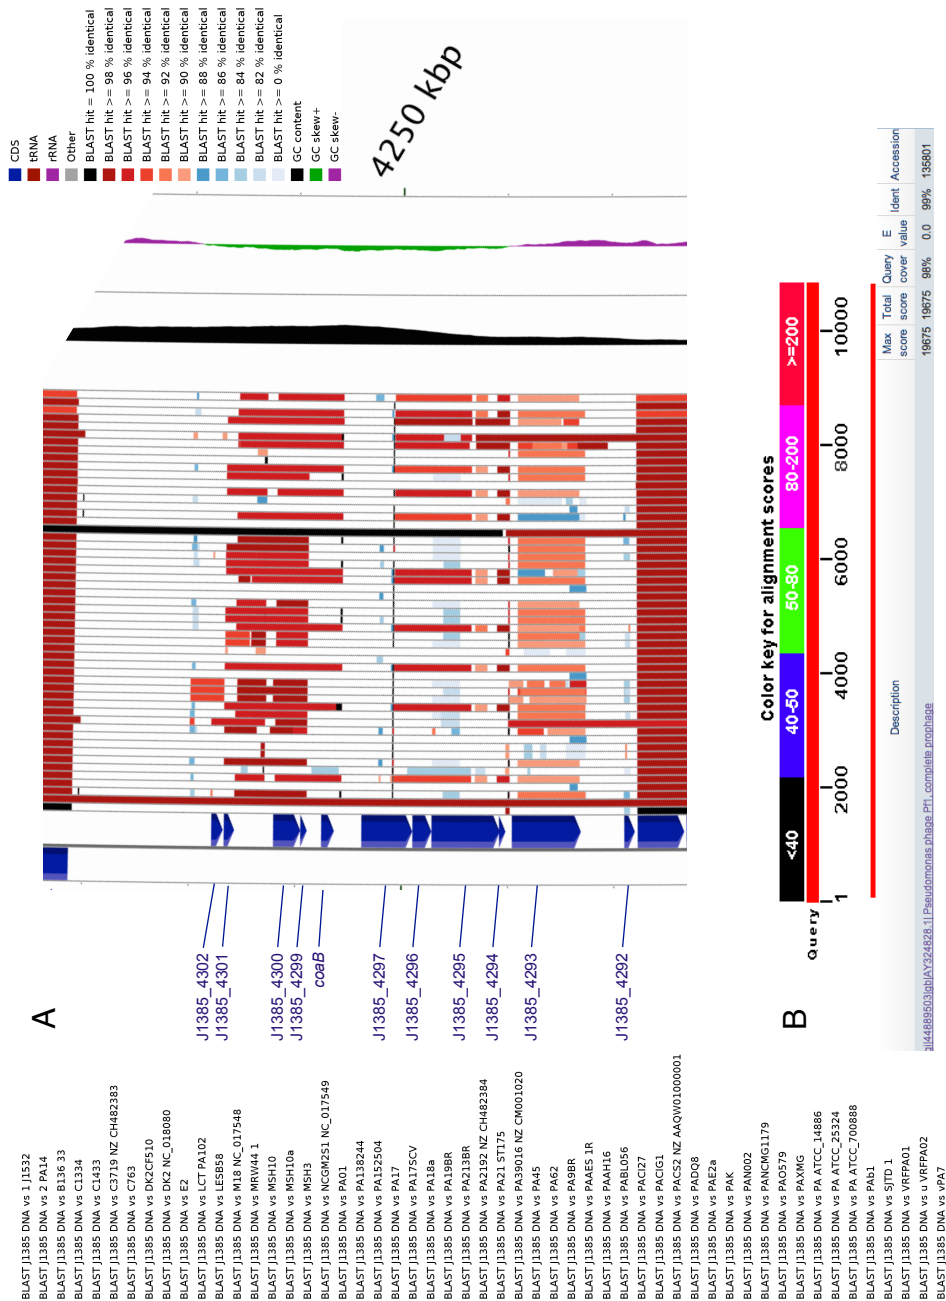 A
CDS
tRNA
rRNA
Other
BLAST hit = 100 % identical
BLAST hit >= 98 % identical
BLAST hit >= 96 % identical
BLAST hit >= 94 % identical
BLAST hit >= 92 % identical
BLAST hit >= 90 % identical
BLAST hit >= 88 % identical
BLAST hit >= 86 % identical
BLAST hit >= 84 % identical
BLAST hit >= 82 % identical
BLAST hit >= 0 % identical
GC content
GC skew+
GC skew-
4250 kbp
J1385_4302
J1385_4301
J1385_4300
J1385_4299
coaB
J1385_4297
J1385_4296
J1385_4295
J1385_4294
J1385_4293
J1385_4292
BLAST J1385 DNA vs 1 J1532
BLAST J1385 DNA vs 2 PA14
BLAST J1385 DNA vs B136 33
BLAST J1385 DNA vs C1334
BLAST J1385 DNA vs C1433
BLAST J1385 DNA vs C3719 NZ CH482383
BLAST J1385 DNA vs C763
BLAST J1385 DNA vs DK2CF510
BLAST J1385 DNA vs DK2 NC_018080
BLAST J1385 DNA vs E2
BLAST J1385 DNA vs LCT PA102
BLAST J1385 DNA vs LESB58
BLAST J1385 DNA vs M18 NC_017548
BLAST J1385 DNA vs MRW44 1
BLAST J1385 DNA vs MSH10
BLAST J1385 DNA vs MSH10a
BLAST J1385 DNA vs MSH3
BLAST J1385 DNA vs NCGM2S1 NC_017549
BLAST J1385 DNA vs PA01
BLAST J1385 DNA vs PA138244
BLAST J1385 DNA vs PA152504
BLAST J1385 DNA vs PA17
BLAST J1385 DNA vs PA17SCV
BLAST J1385 DNA vs PA18a
BLAST J1385 DNA vs PA19BR
BLAST J1385 DNA vs PA213BR
BLAST J1385 DNA vs PA2192 NZ CH482384
BLAST J1385 DNA vs PA21 ST175
BLAST J1385 DNA vs PA39016 NZ CM001020
BLAST J1385 DNA vs PA45
BLAST J1385 DNA vs PA62
BLAST J1385 DNA vs PA9BR
BLAST J1385 DNA vs PAAES 1R
BLAST J1385 DNA vs PAAH16
BLAST J1385 DNA vs PABL056
BLAST J1385 DNA vs PACI27
BLAST J1385 DNA vs PACIG1
BLAST J1385 DNA vs PACS2 NZ AAQW01000001
BLAST J1385 DNA vs PADQ8
BLAST J1385 DNA vs PAE2a
BLAST J1385 DNA vs PAK
BLAST J1385 DNA vs PAN002
BLAST J1385 DNA vs PANCMG1179
BLAST J1385 DNA vs PAO579
BLAST J1385 DNA vs PAXMG
BLAST J1385 DNA vs PA ATCC_14886
BLAST J1385 DNA vs PA ATCC_25324
BLAST J1385 DNA vs PA ATCC_700888
BLAST J1385 DNA vs Pab1
BLAST J1385 DNA vs SJTD 1
BLAST J1385 DNA vs VRFPA01
BLAST J1385 DNA vs u VRFPA02
BLAST J1385 DNA vs vPA7
B
Color key for alignment scores
<40 40-50 50-80 80-200 >=200
Query
1 2000 4000 6000 8000 10000
Description Max score Total score Query cover E value Ident Accession
gi|44889503|gb|AY324828.1| Pseudomonas phage Pf1, complete prophage 19675 19675 98% 0.0 99% 135801